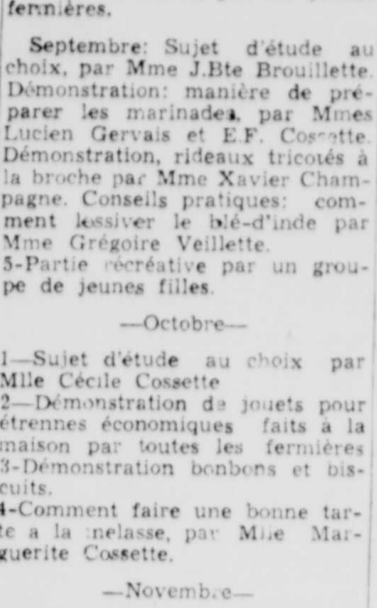 fermières.
Septembre: Sujet d'étude au
choix, par Mme J.Bte Brouillette.
Démonstration: manière de pré-
parer les marinades, par Mmes
Lucien Gervais et E.F. Cossette.
Démonstration, rideaux tricotés à
la broche par Mme Xavier Cham-
pagne. Conseils pratiques: com-
ment lessiver le blé-d'inde par
Mme Grégoire Veillette.
5-Partie récréative par un grou-
pe de jeunes filles.
—Octobre—
1—Sujet d'étude au choix par
Mlle Cécile Cossette
2—Démonstration de jouets pour
étrennes économiques faits à la
maison par toutes les fermières
3-Démonstration bonbons et bis-
cuits.
4-Comment faire une bonne tar-
te a la melasse, par Mlle Mar-
guerite Cossette.
—Novembre—